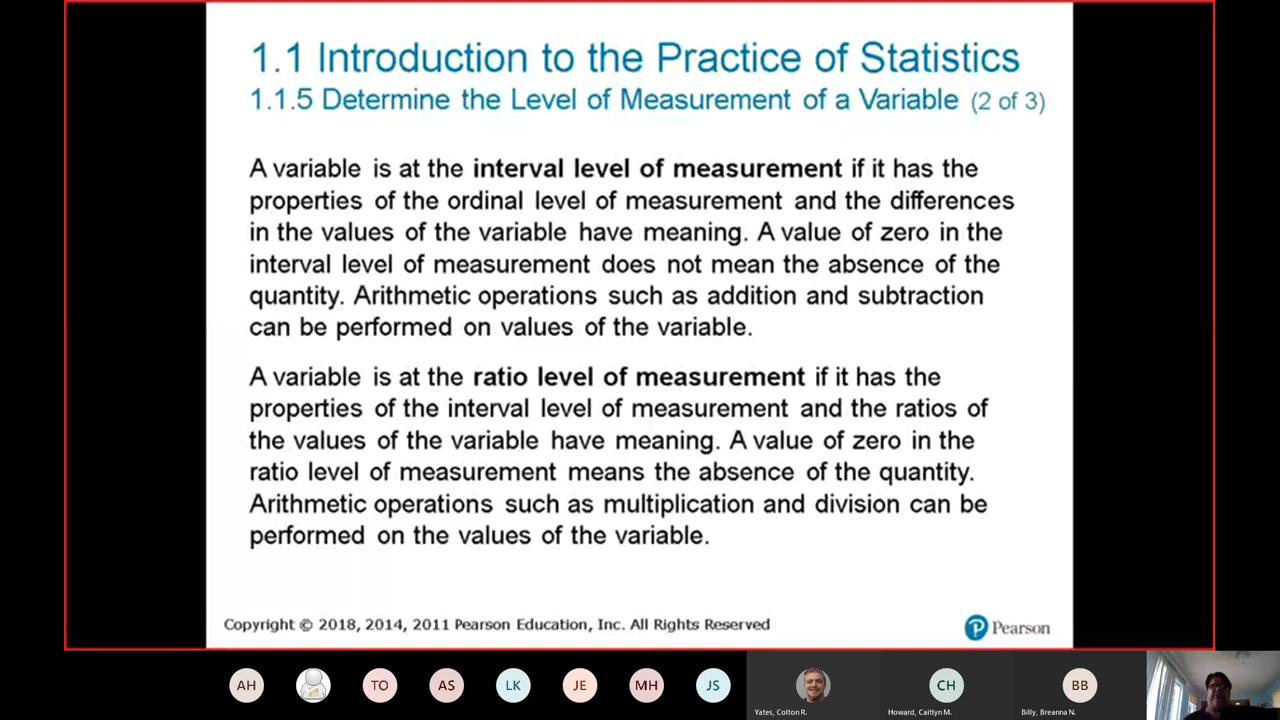 1.1 Introduction to the Practice of Statistics
1.1.5 Determine the Level of Measurement of a Variable (2 of 3)
A variable is at the interval level of measurement if it has the
properties of the ordinal level of measurement and the differences
in the values of the variable have meaning. A value of zero in the
interval level of measurement does not mean the absence of the
quantity. Arithmetic operations such as addition and subtraction
can be performed on values of the variable.
A variable is at the ratio level of measurement if it has the
properties of the interval level of measurement and the ratios of
the values of the variable have meaning. A value of zero in the
ratio level of measurement means the absence of the quantity.
Arithmetic operations such as multiplication and division can be
performed on the values of the variable.
Copyright © 2018, 2014, 2011 Pearson Education, Inc. All Rights Reserved
P Pearson
AH TO AS LK JE MH JS CH BB
Yates, Colton R. Howard, Caitlyn M. Billy, Breanna N.